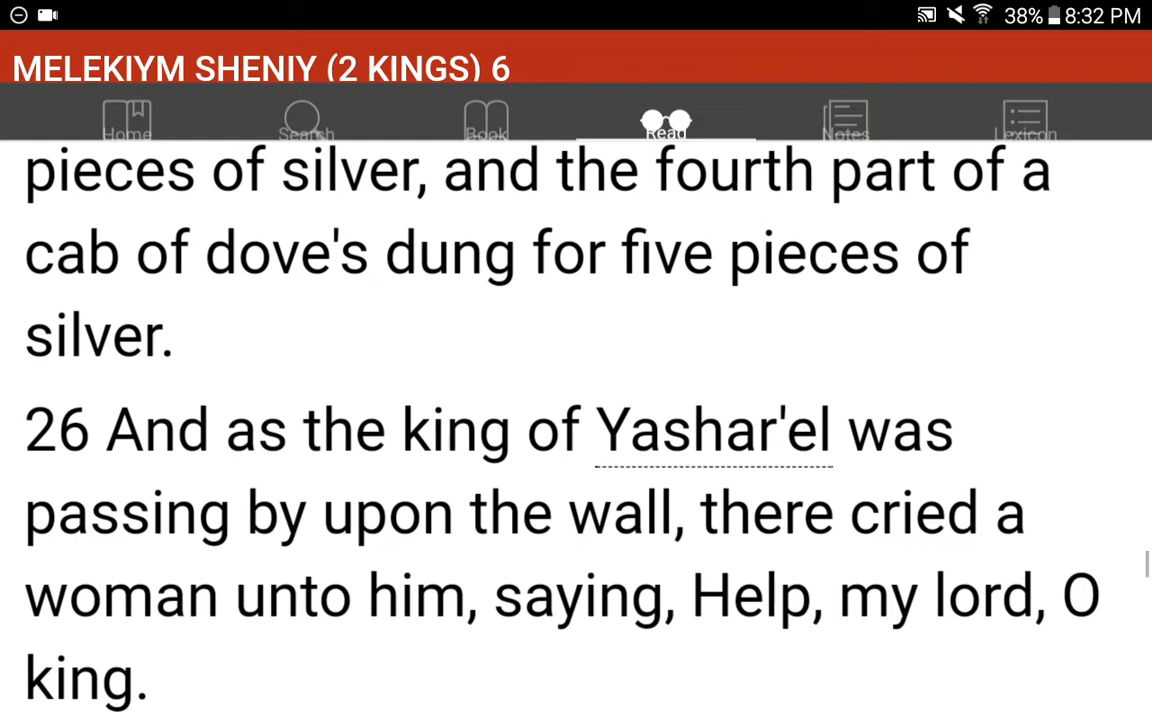 38% 8:32 PM
MELEKIYM SHENIY (2 KINGS) 6
Home Search Book Read Notes Lexicon
pieces of silver, and the fourth part of a
cab of dove's dung for five pieces of
silver.
26 And as the king of Yashar'el was
passing by upon the wall, there cried a
woman unto him, saying, Help, my lord, O
king.